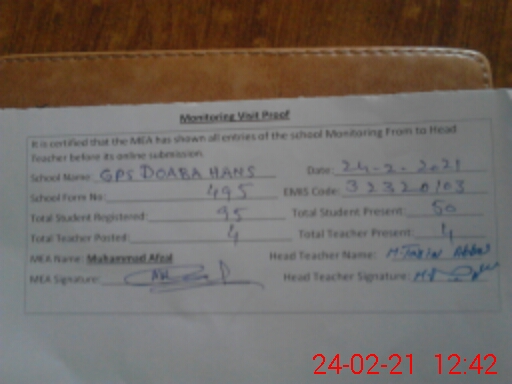 Monitoring Visit Proof
It is certified that the MEA has shown all entries of the school Monitoring From to Head
Teacher before its online submission.
School Name: GPS DOABA HANS Date: 24-2-2021
School Form No: 495 EMIS Code: 32320103
Total Student Registered: 95 Total Student Present: 50
Total Teacher Posted: 4 Total Teacher Present: 4
MEA Name: Muhammad Afzal Head Teacher Name:
MEA Signature: Head Teacher Signature:
24-02-21 12:42